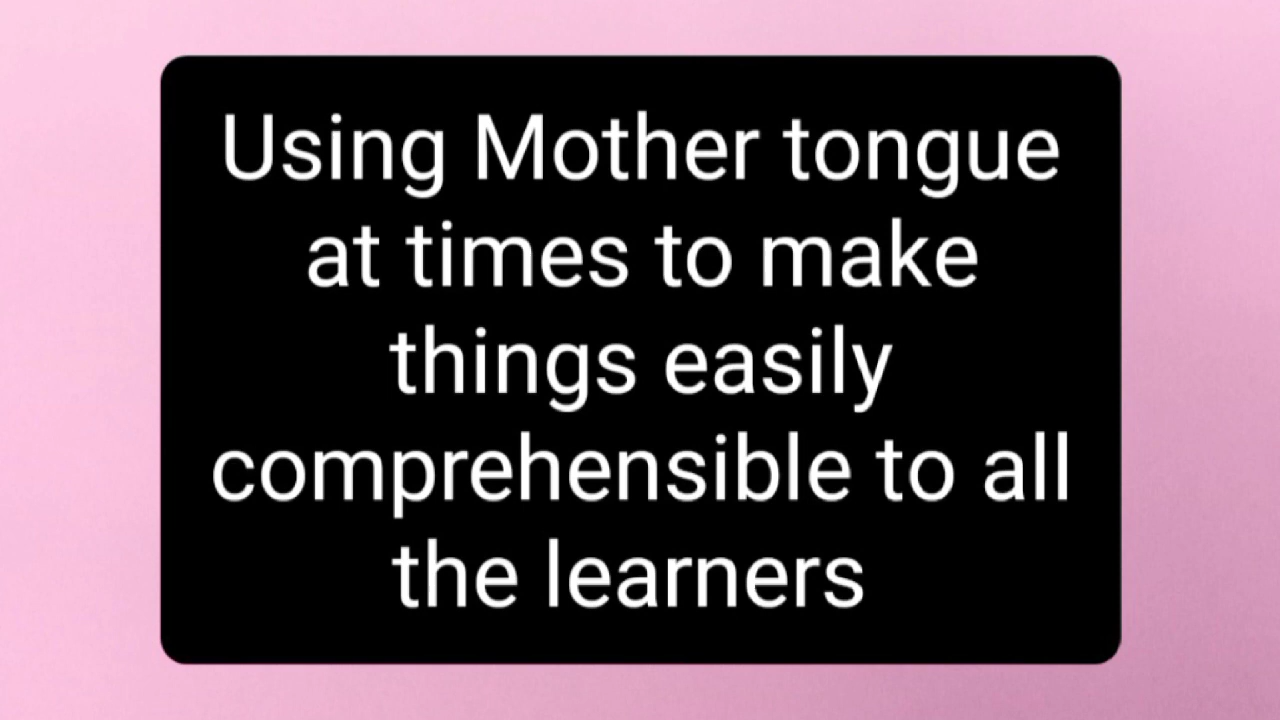 Using Mother tongue
at times to make
things easily
comprehensible to all
the learners